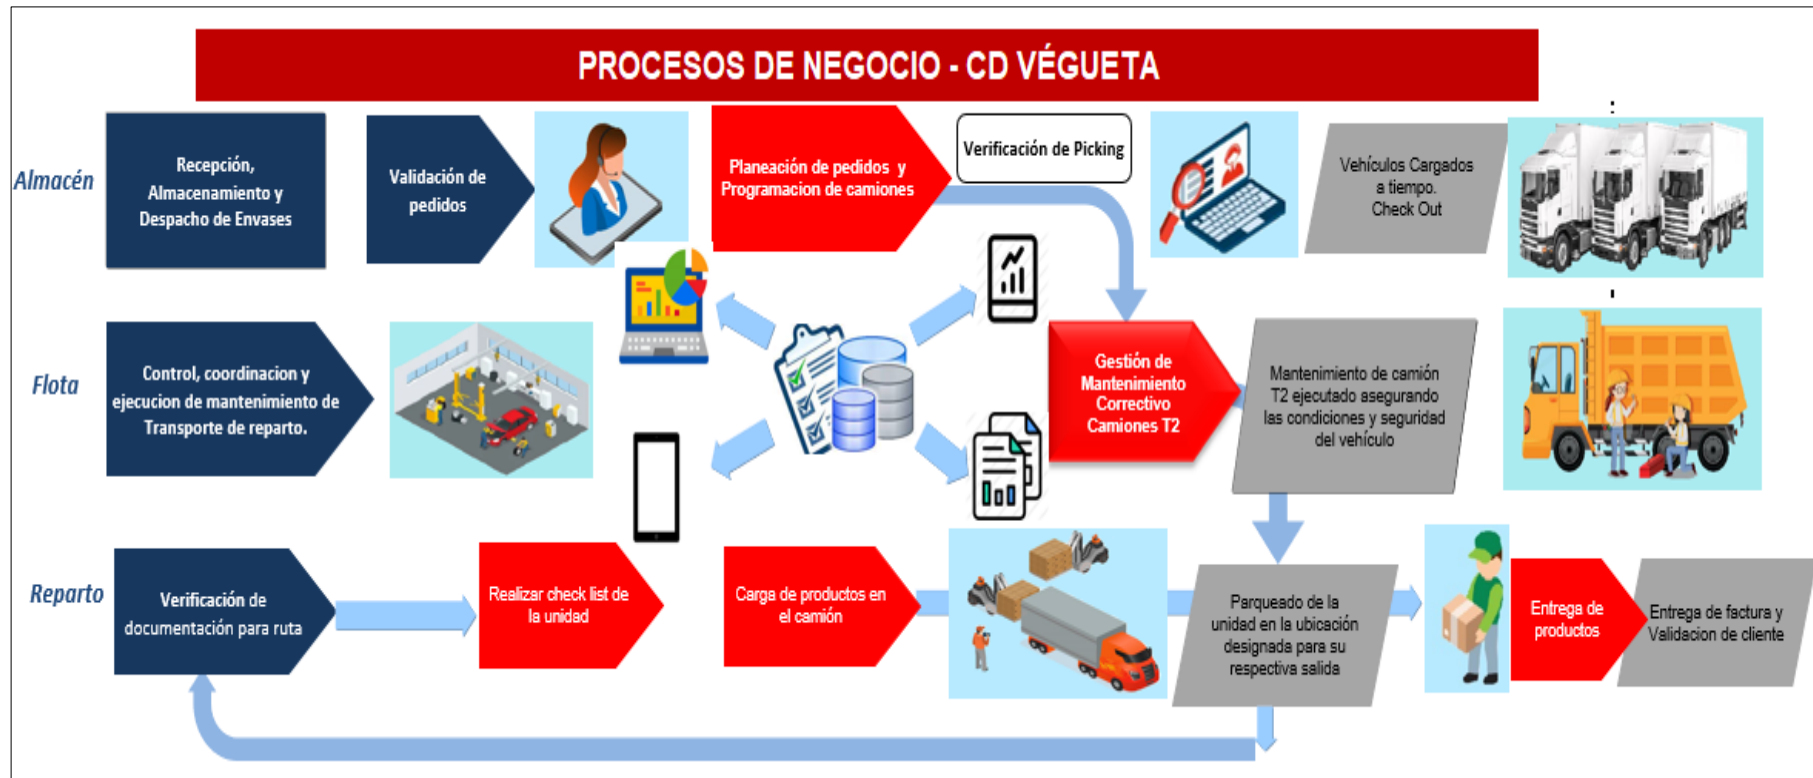 PROCESOS DE NEGOCIO - CD VÉGUETA
Almacén
Recepción,
Almacenamiento y
Despacho de Envases
Validación de
pedidos
Planeación de pedidos y
Programacion de camiones
Verificación de Picking
Vehículos Cargados
a tiempo.
Check Out
Flota
Control, coordinacion y
ejecucion de mantenimiento de
Transporte de reparto.
Gestión de
Mantenimiento
Correctivo
Camiones T2
Mantenimiento de camión
T2 ejecutado asegurando
las condiciones y seguridad
del vehículo
Reparto
Verificación de
documentación para ruta
Realizar check list de
la unidad
Carga de productos en
el camión
Parqueado de la
unidad en la ubicación
designada para su
respectiva salida
Entrega de
productos
Entrega de factura y
Validacion de cliente